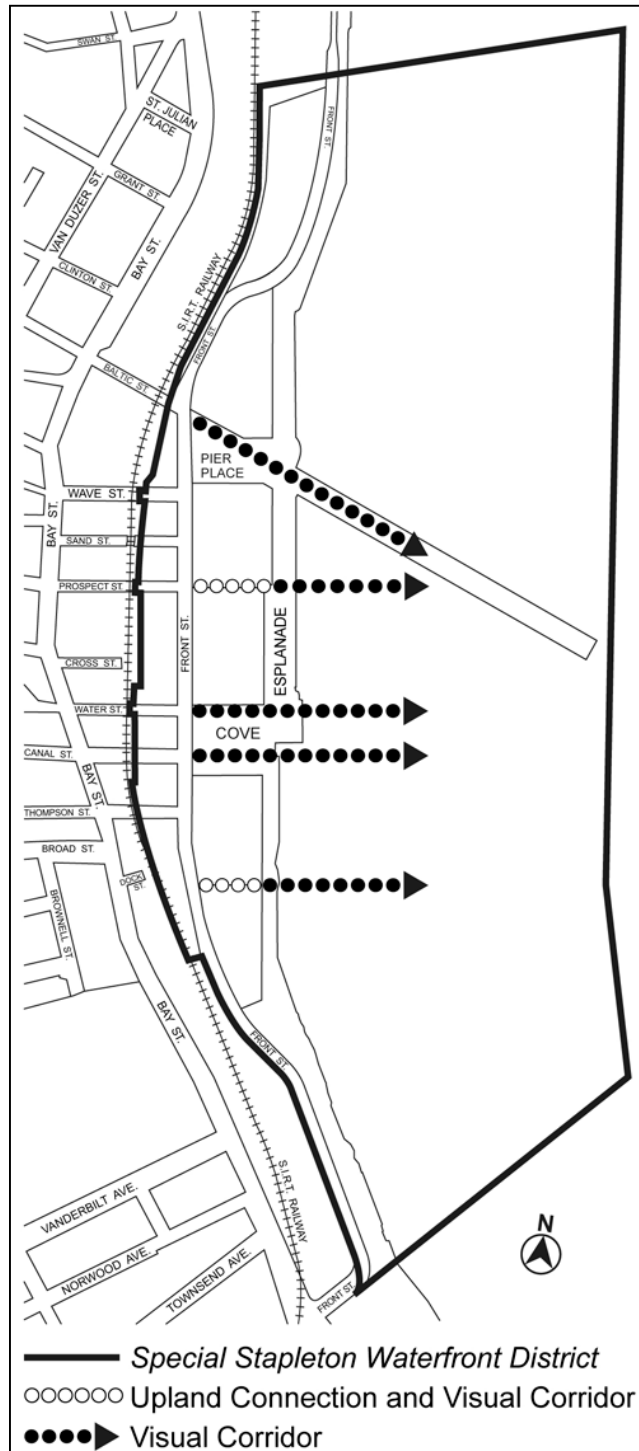 SWAN ST.
FRONT ST.
ST. JULIAN
PLACE
GRANT ST.
VAN DUZER ST.
BAY ST.
CLINTON ST.
S.I.R.T. RAILWAY
FRONT ST.
BALTIC ST.
PIER
PLACE
WAVE ST.
BAY ST.
SAND ST.
PROSPECT ST.
FRONT ST.
ESPLANADE
CROSS ST.
WATER ST.
COVE
CANAL ST.
BAY ST.
THOMPSON ST.
BROAD ST.
DOCK
ST.
BROWNELL ST.
BAY ST.
FRONT ST.
S.I.R.T. RAILWAY
VANDERBILT AVE.
NORWOOD AVE.
TOWNSEND AVE.
FRONT ST.
N
Special Stapleton Waterfront District
Upland Connection and Visual Corridor
Visual Corridor